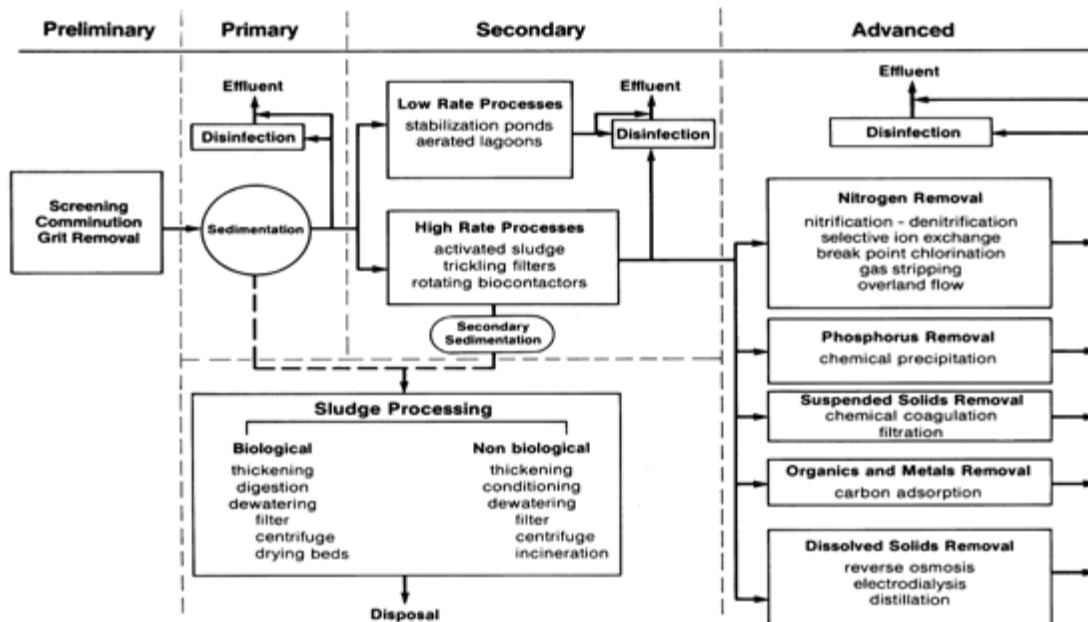 Preliminary
Primary
Secondary
Advanced
Screening
Comminution
Grit Removal
Effluent
Disinfection
Sedimentation
Low Rate Processes
stabilization ponds
aerated lagoons
High Rate Processes
activated sludge
trickling filters
rotating biocontactors
Secondary
Sedimentation
Effluent
Disinfection
Effluent
Disinfection
Nitrogen Removal
nitrification - denitrification
selective ion exchange
break point chlorination
gas stripping
overland flow
Phosphorus Removal
chemical precipitation
Suspended Solids Removal
chemical coagulation
filtration
Organics and Metals Removal
carbon adsorption
Dissolved Solids Removal
reverse osmosis
electrodialysis
distillation
Sludge Processing
Biological
thickening
digestion
dewatering
filter
centrifuge
drying beds
Non biological
thickening
conditioning
dewatering
filter
centrifuge
incineration
Disposal